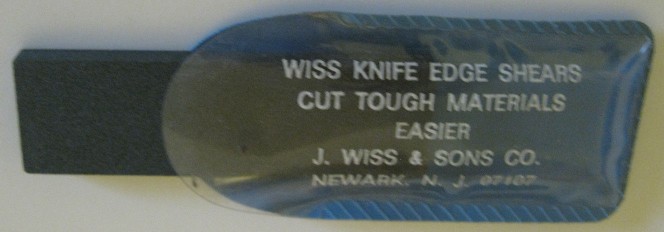 WISS KNIFE EDGE SHEARS
CUT TOUGH MATERIALS
EASIER
J. WISS & SONS CO.
NEWARK, N. J. 07107